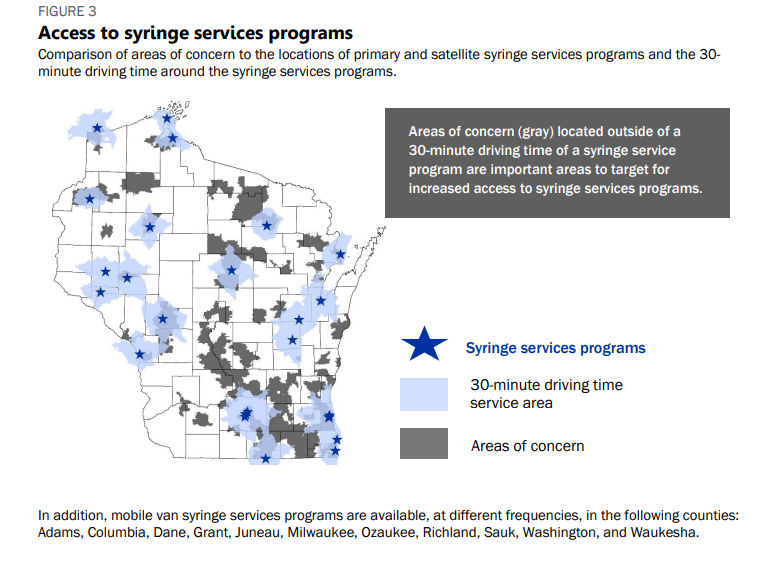 FIGURE 3
Access to syringe services programs
Comparison of areas of concern to the locations of primary and satellite syringe services programs and the 30-
minute driving time around the syringe services programs.
Areas of concern (gray) located outside of a
30-minute driving time of a syringe service
program are important areas to target for
increased access to syringe services programs.
Syringe services programs
30-minute driving time
service area
Areas of concern
In addition, mobile van syringe services programs are available, at different frequencies, in the following counties:
Adams, Columbia, Dane, Grant, Juneau, Milwaukee, Ozaukee, Richland, Sauk, Washington, and Waukesha.